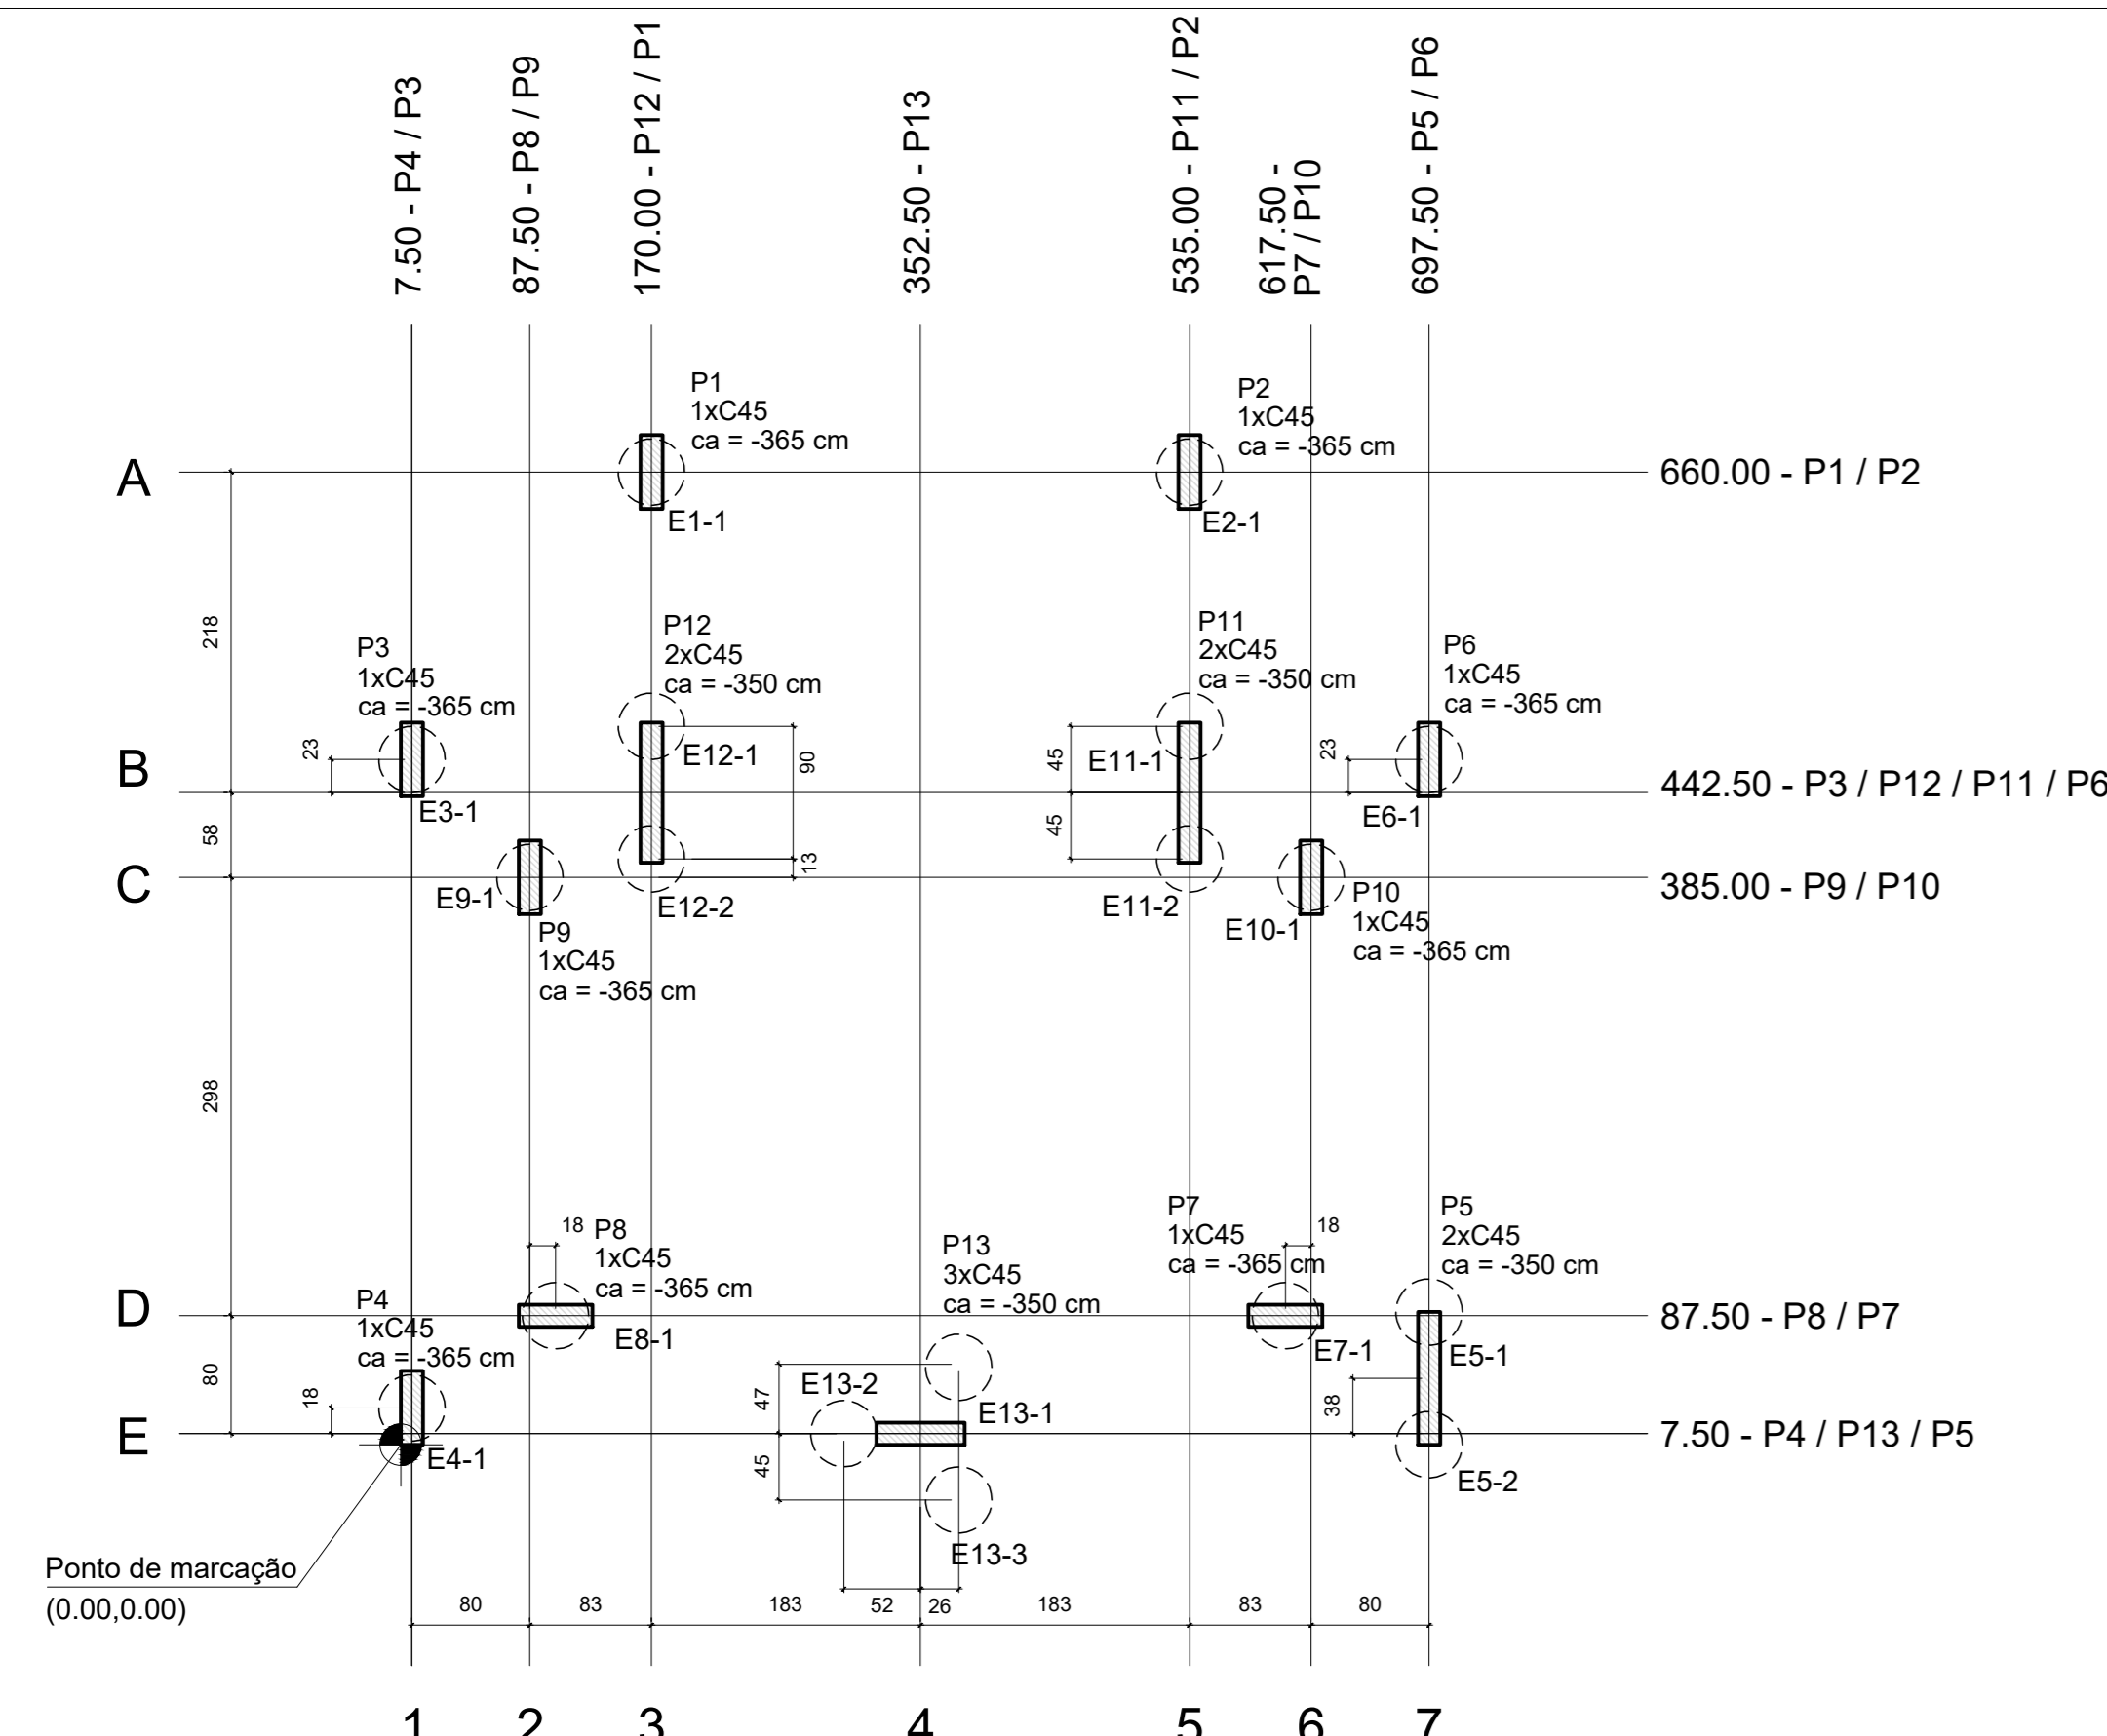 7.50 - P4 / P3
87.50 - P8 / P9
170.00 - P12 / P1
352.50 - P13
535.00 - P11 / P2
617.50 -
P7 / P10
697.50 - P5 / P6
P1
1xC45
ca = -365 cm
P2
1xC45
ca = -365 cm
A
660.00 - P1 / P2
E1-1
E2-1
218
P3
1xC45
ca = -365 cm
P12
2xC45
ca = -350 cm
P11
2xC45
ca = -350 cm
P6
1xC45
ca = -365 cm
23
E12-1
90
45
E11-1
23
B
442.50 - P3 / P12 / P11 / P6
E3-1
E6-1
58
45
13
C
385.00 - P9 / P10
E9-1
E12-2
E11-2
E10-1
P10
1xC45
ca = -365 cm
P9
1xC45
ca = -365 cm
298
18
P8
1xC45
ca = -365 cm
P13
3xC45
ca = -350 cm
P7
1xC45
ca = -365 cm
18
P5
2xC45
ca = -350 cm
D
87.50 - P8 / P7
P4
1xC45
ca = -365 cm
E8-1
E7-1
E5-1
80
18
E13-2
47
E13-1
38
E
7.50 - P4 / P13 / P5
E4-1
45
E5-2
E13-3
Ponto de marcação
(0.00,0.00)
80
83
183
52
26
183
83
80
1
2
3
4
5
6
7